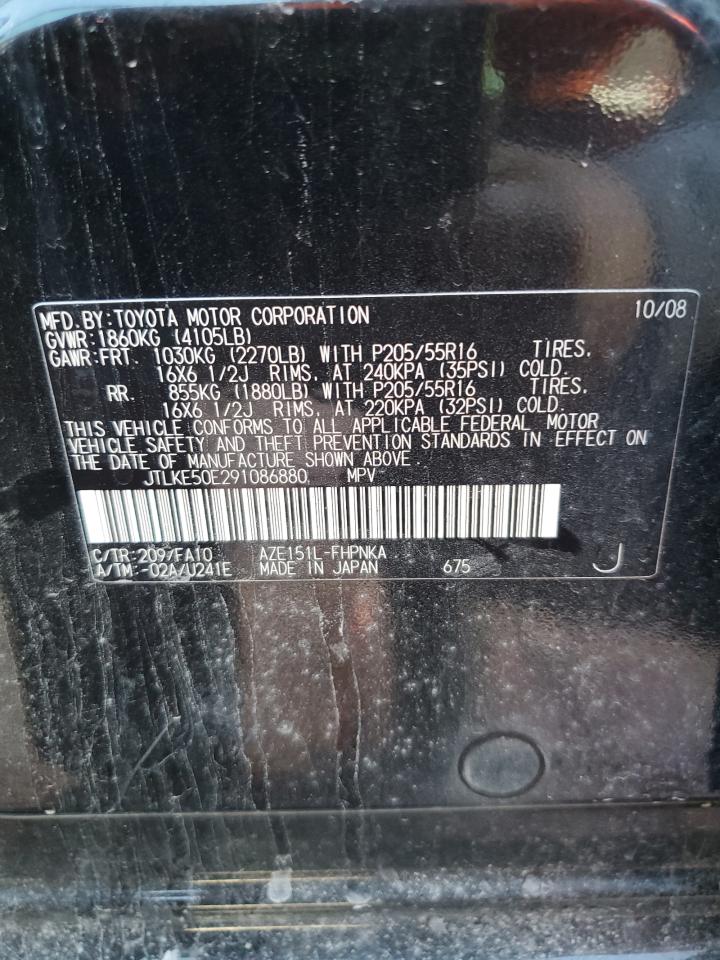 MFD.BY:TOYOTA MOTOR CORPORATION 10/08
GVWR:1860KG (4105LB)
GAWR:FRT. 1030KG (2270LB) WITH P205/55R16 TIRES,
16X6 1/2J RIMS, AT 240KPA (35PSI) COLD.
RR. 855KG (1880LB) WITH P205/55R16 TIRES,
16X6 1/2J RIMS, AT 220KPA (32PSI) COLD.
THIS VEHICLE CONFORMS TO ALL APPLICABLE FEDERAL MOTOR
VEHICLE SAFETY AND THEFT PREVENTION STANDARDS IN EFFECT ON
THE DATE OF MANUFACTURE SHOWN ABOVE.
JTLKE50E291086880 MPV
C/TR:209/FA10 AZE151L-FHPNKA
A/TM:-02A/U241E MADE IN JAPAN 675 J